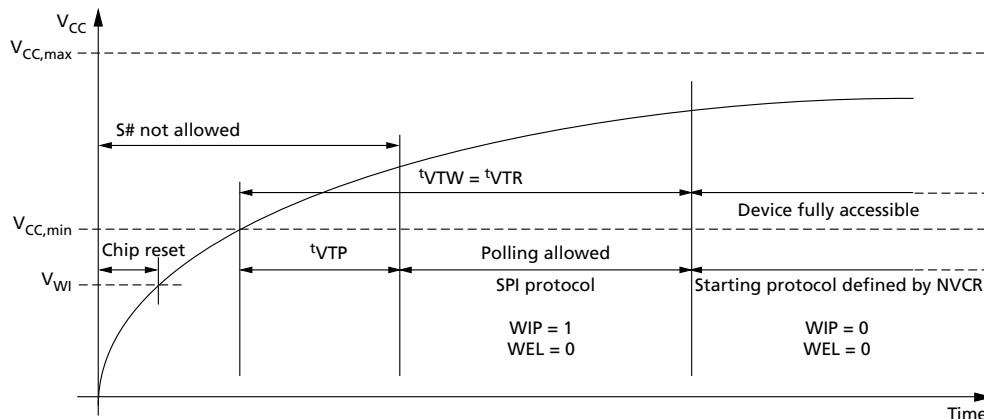 VCC
VCC,max
S# not allowed
tVTW = tVTR
Device fully accessible
VCC,min
Chip reset
tVTP
Polling allowed
VWI
SPI protocol
Starting protocol defined by NVCR
WIP = 1
WEL = 0
WIP = 0
WEL = 0
Time